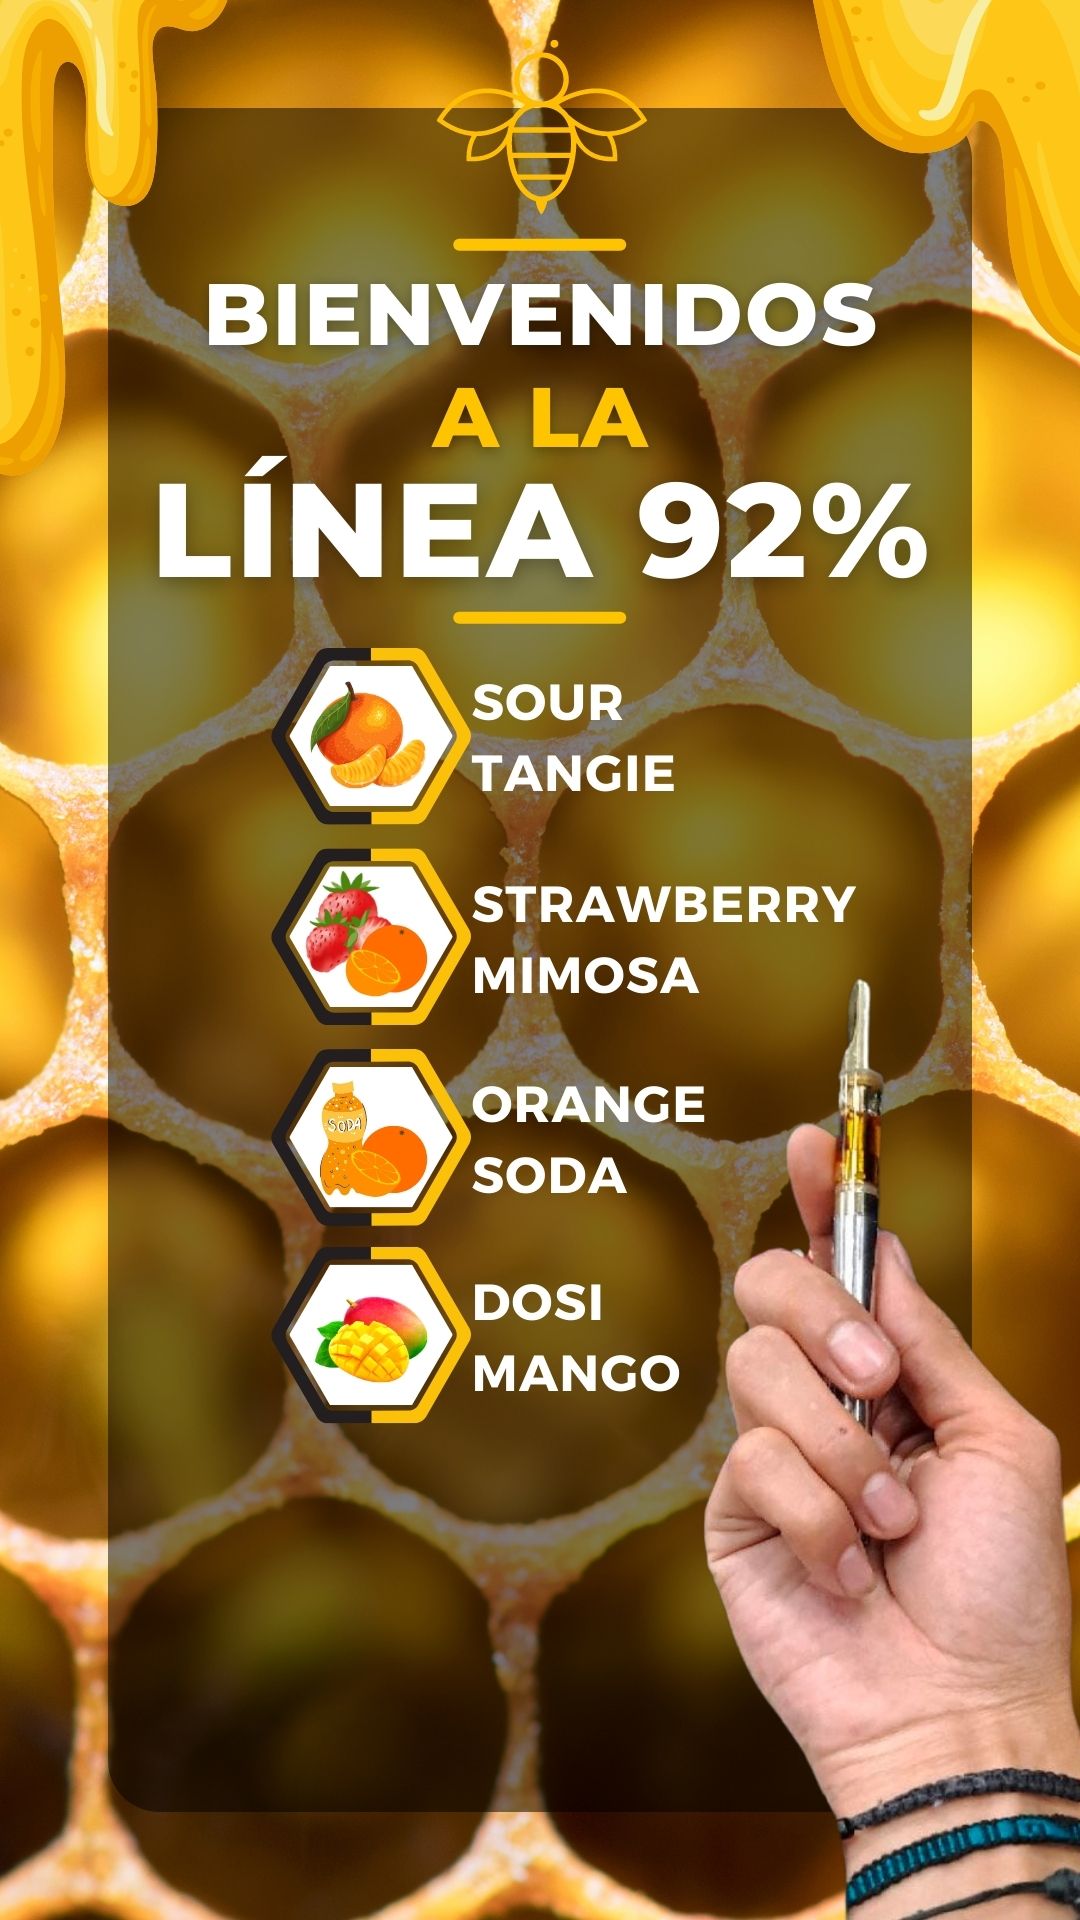 BIENVENIDOS
A LA
LÍNEA 92%
SOUR
TANGIE
STRAWBERRY
MIMOSA
SODA
ORANGE
SODA
DOSI
MANGO